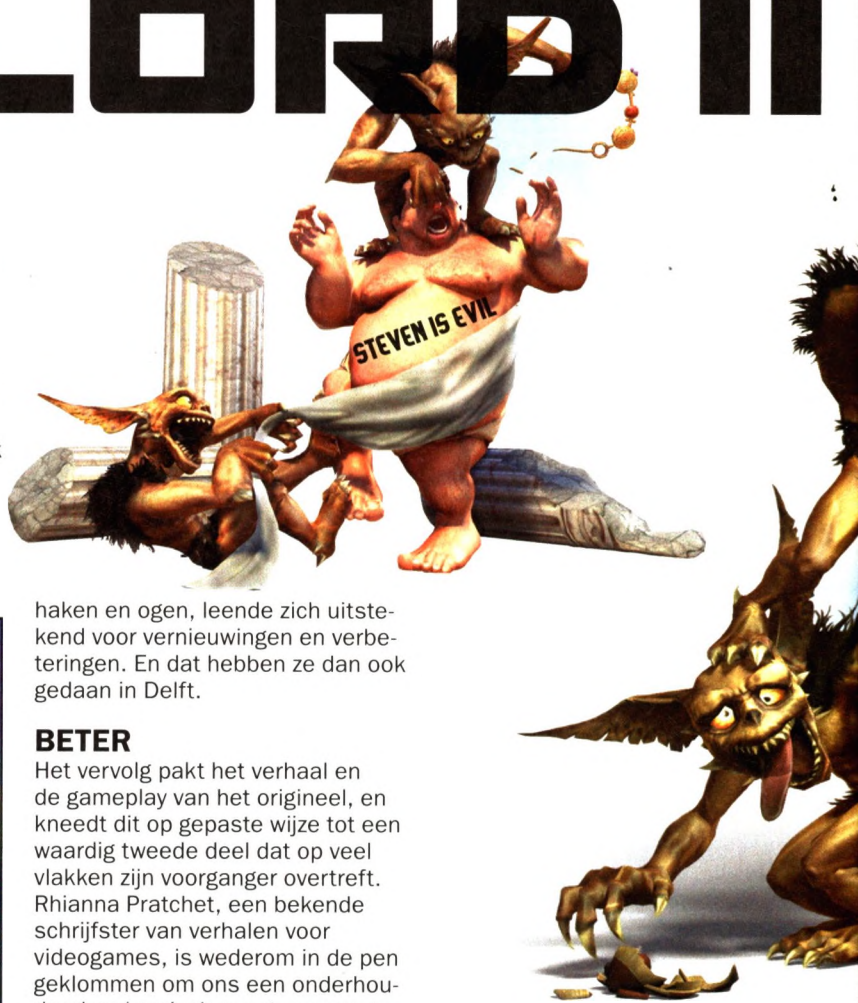 LORD II
STEVEN IS EVIL
haken en ogen, leende zich uitste-
kend voor vernieuwingen en verbe-
teringen. En dat hebben ze dan ook
gedaan in Delft.
BETER
Het vervolg pakt het verhaal en
de gameplay van het origineel, en
kneedt dit op gepaste wijze tot een
waardig tweede deel dat op veel
vlakken zijn voorganger overtreft.
Rhianna Pratchet, een bekende
schrijfster van verhalen voor
videogames, is wederom in de pen
geklommen om ons een onderhou-